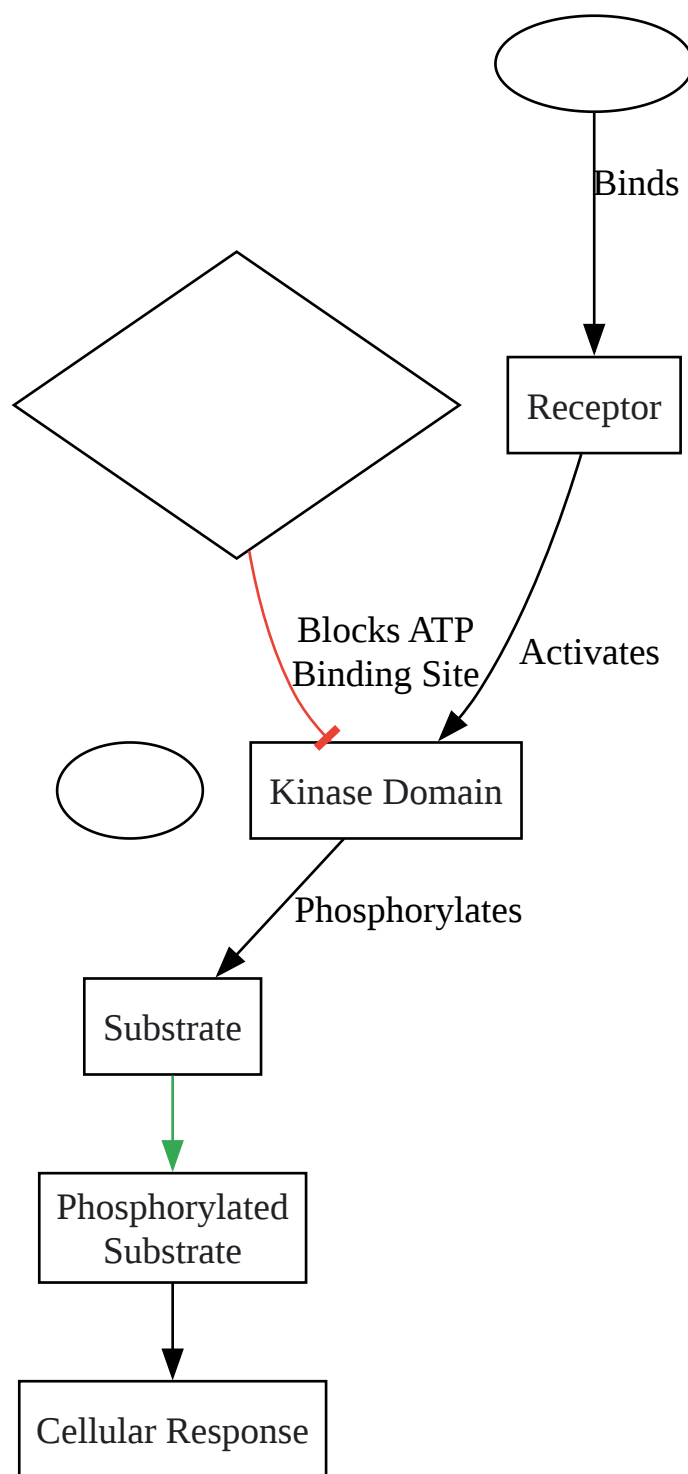 Binds
Receptor
Blocks ATP
Binding Site
Activates
Kinase Domain
Phosphorylates
Substrate
Phosphorylated
Substrate
Cellular Response